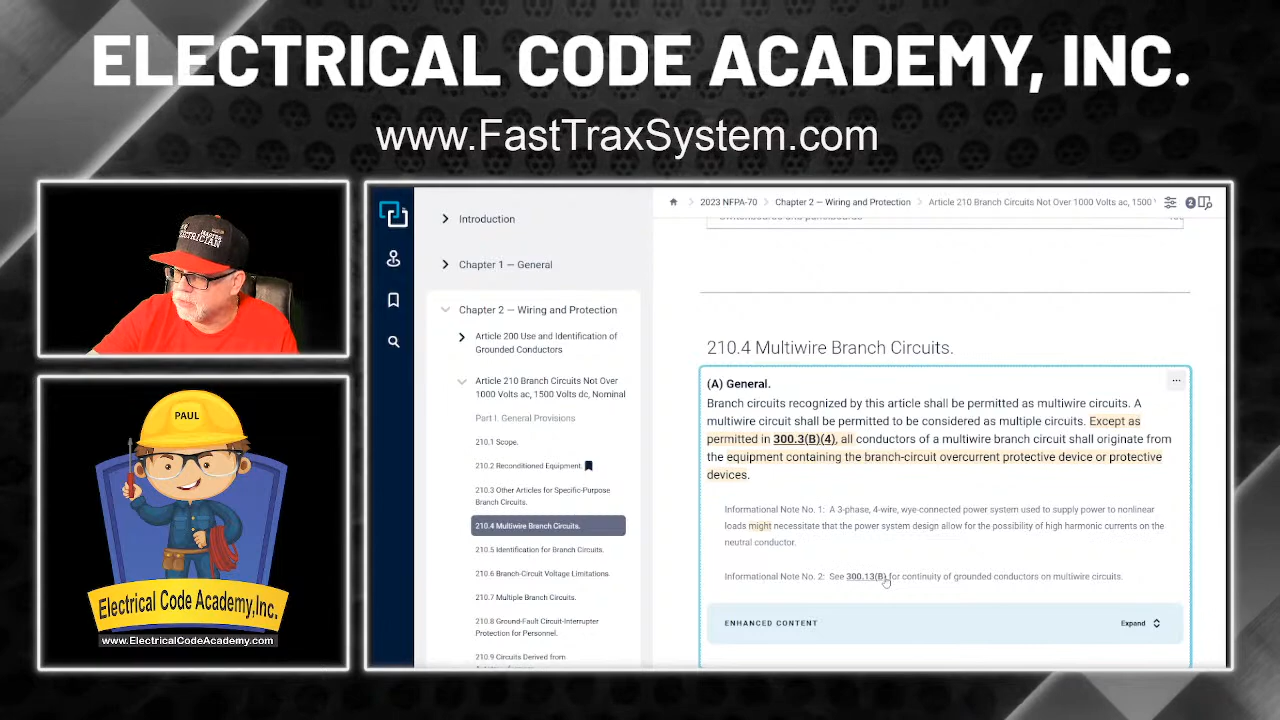 ELECTRICAL CODE ACADEMY, INC.
www.FastTraxSystem.com
MASTER
ELECTRICIAN
PAUL
Electrical Code Academy,Inc.
www.ElectricalCodeAcademy.com
Introduction
Chapter 1 — General
Chapter 2 — Wiring and Protection
Article 200 Use and Identification of
Grounded Conductors
Article 210 Branch Circuits Not Over
1000 Volts ac, 1500 Volts dc, Nominal
Part I. General Provisions
210.1 Scope.
210.2 Reconditioned Equipment.
210.3 Other Articles for Specific-Purpose
Branch Circuits.
210.4 Multiwire Branch Circuits.
210.5 Identification for Branch Circuits.
210.6 Branch-Circuit Voltage Limitations.
210.7 Multiple Branch Circuits.
210.8 Ground-Fault Circuit-Interrupter
Protection for Personnel.
210.9 Circuits Derived from
2023 NFPA-70 > Chapter 2 — Wiring and Protection > Article 210 Branch Circuits Not Over 1000 Volts ac, 1500 V
2
210.4 Multiwire Branch Circuits.
(A) General.
Branch circuits recognized by this article shall be permitted as multiwire circuits. A
multiwire circuit shall be permitted to be considered as multiple circuits. Except as
permitted in 300.3(B)(4), all conductors of a multiwire branch circuit shall originate from
the equipment containing the branch-circuit overcurrent protective device or protective
devices.
Informational Note No. 1: A 3-phase, 4-wire, wye-connected power system used to supply power to nonlinear
loads might necessitate that the power system design allow for the possibility of high harmonic currents on the
neutral conductor.
Informational Note No. 2: See 300.13(B) for continuity of grounded conductors on multiwire circuits.
ENHANCED CONTENT
Expand